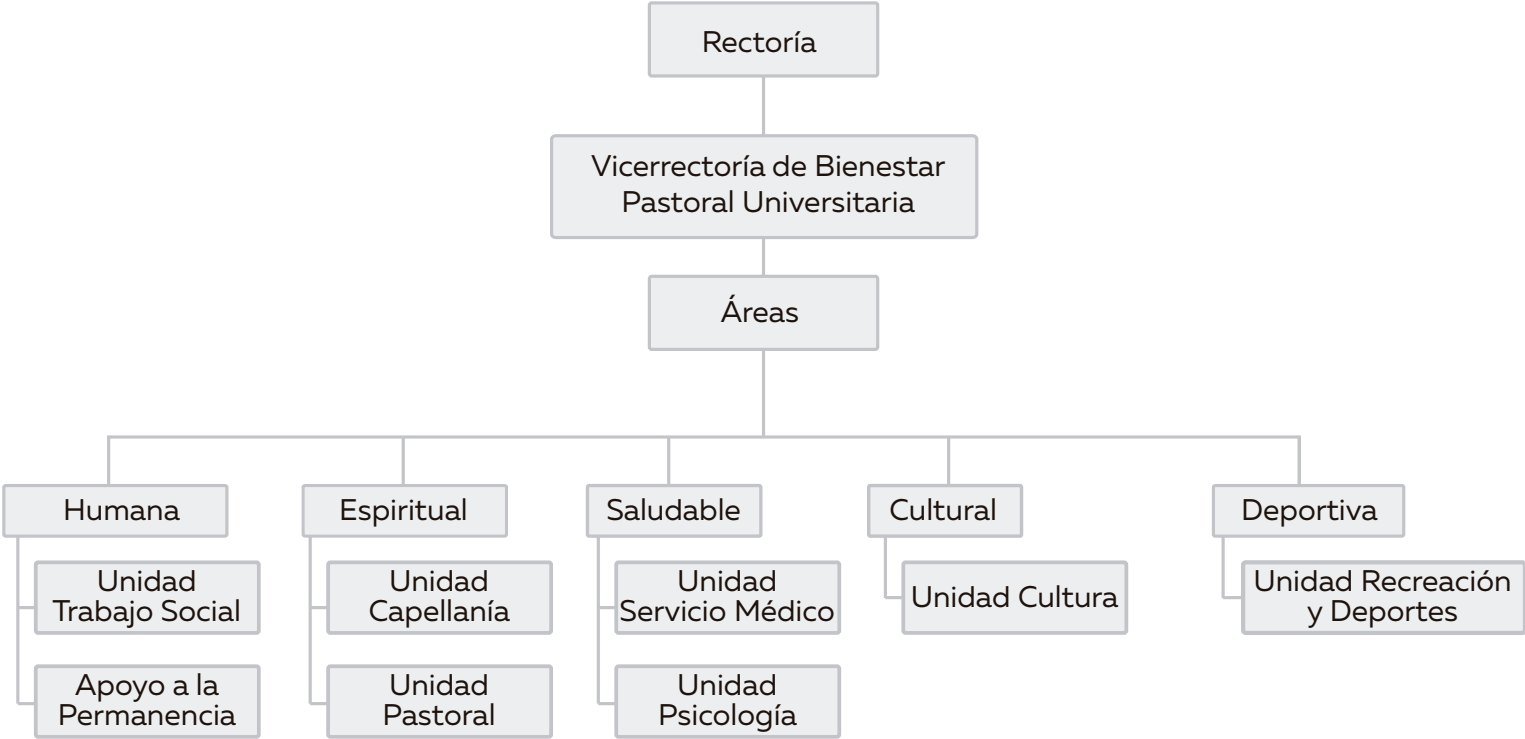 Rectoría
Vicerrectoría de Bienestar
Pastoral Universitaria
Áreas
Humana
Unidad
Trabajo Social
Apoyo a la
Permanencia
Espiritual
Unidad
Capellanía
Unidad
Pastoral
Saludable
Unidad
Servicio Médico
Unidad
Psicología
Cultural
Unidad Cultura
Deportiva
Unidad Recreación
y Deportes